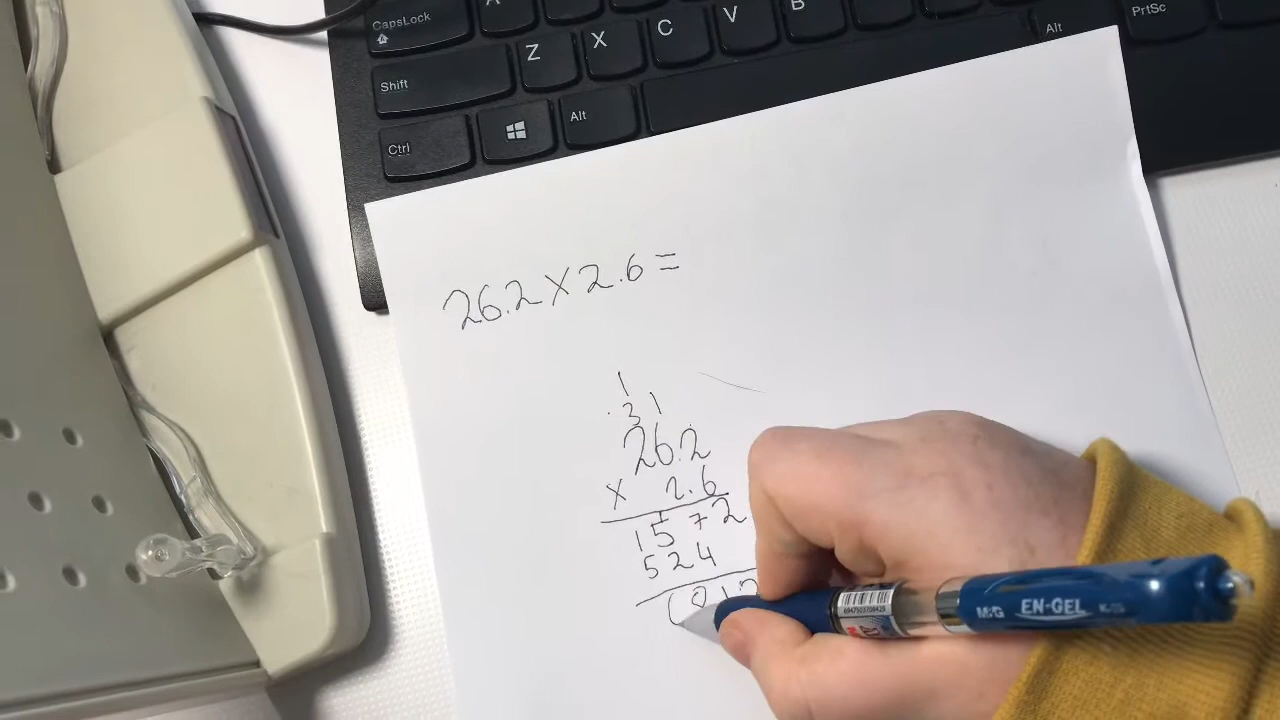 CapsLock A V B PrtSc
Shift Z X C Alt
Ctrl Alt
26.2 X 2.6 =
1
3 1
26.2
X 2.6
1572
524
M&G EN-GEL